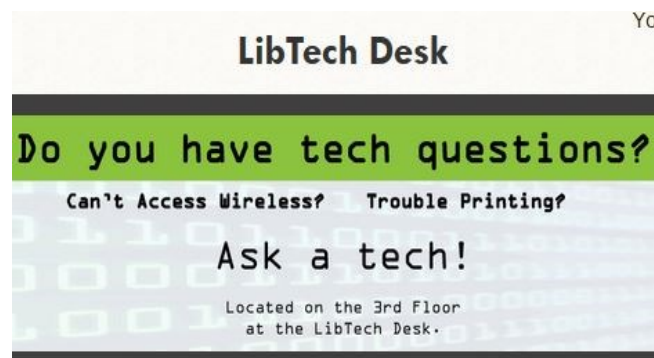 Yo
LibTech Desk
Do you have tech questions?
Can't Access Wireless? Trouble Printing?
Ask a tech!
Located on the 3rd Floor
at the LibTech Desk.